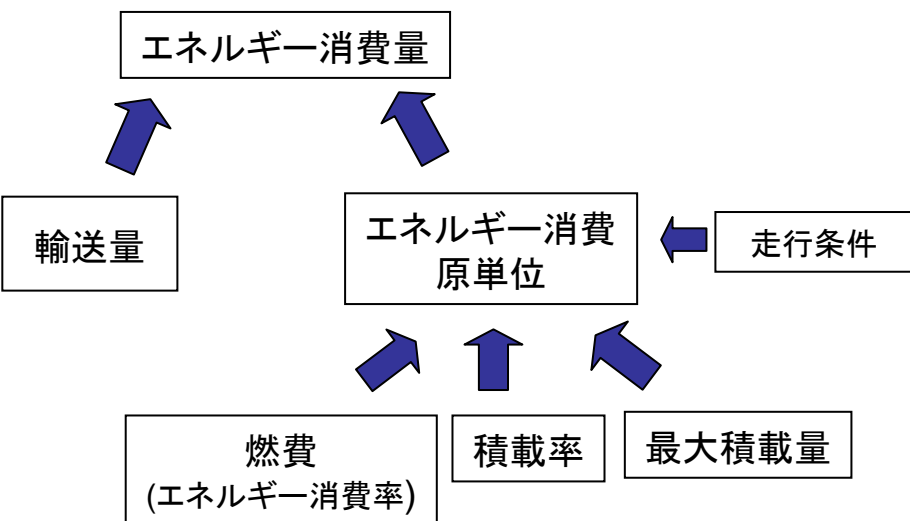 エネルギー消費量
輸送量
エネルギー消費
原単位
走行条件
燃費
(エネルギー消費率)
積載率
最大積載量